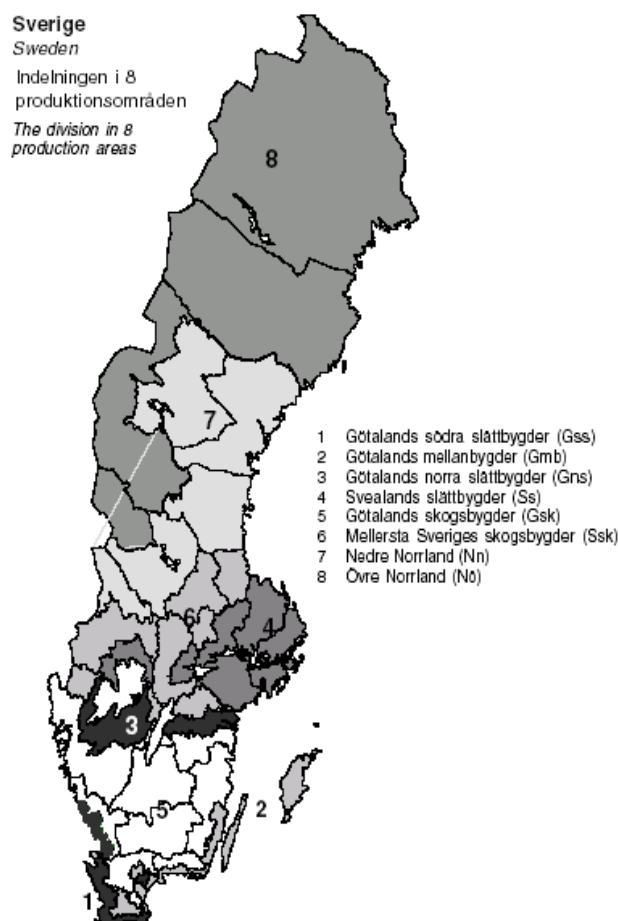 Sverige
Sweden
Indelningen i 8
produktionsområden
The division in 8
production areas
8
7
1 Götalands södra slättbygder (Gss)
2 Götalands mellanbygder (Gmb)
3 Götalands norra slättbygder (Gns)
4 Svealands slättbygder (Ss)
5 Götalands skogsbygder (Gsk)
6 Mellersta Sveriges skogsbygder (Ssk)
7 Nedre Norrland (Nn)
8 Övre Norrland (Nö)
6
4
3
5
2
1